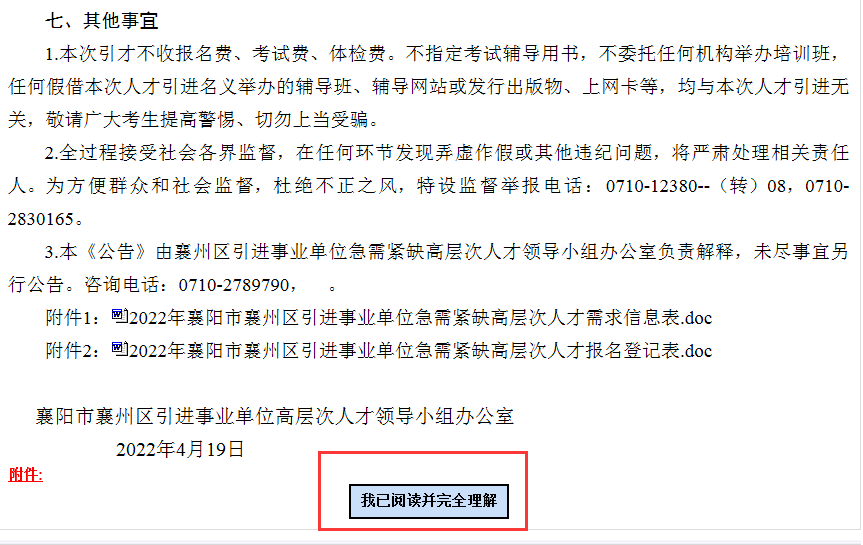 七、其他事宜
1.本次引才不收报名费、考试费、体检费。不指定考试辅导用书，不委托任何机构举办培训班，
任何假借本次人才引进名义举办的辅导班、辅导网站或发行出版物、上网卡等，均与本次人才引进无
关，敬请广大考生提高警惕、切勿上当受骗。
2.全过程接受社会各界监督，在任何环节发现弄虚作假或其他违纪问题，将严肃处理相关责任
人。为方便群众和社会监督，杜绝不正之风，特设监督举报电话：0710-12380--（转）08，0710-
2830165。
3.本《公告》由襄州区引进事业单位急需紧缺高层次人才领导小组办公室负责解释，未尽事宜另
行公告。咨询电话：0710-2789790， 。
附件1：2022年襄阳市襄州区引进事业单位急需紧缺高层次人才需求信息表.doc
附件2：2022年襄阳市襄州区引进事业单位急需紧缺高层次人才报名登记表.doc
襄阳市襄州区引进事业单位高层次人才领导小组办公室
2022年4月19日
附件:
我已阅读并完全理解